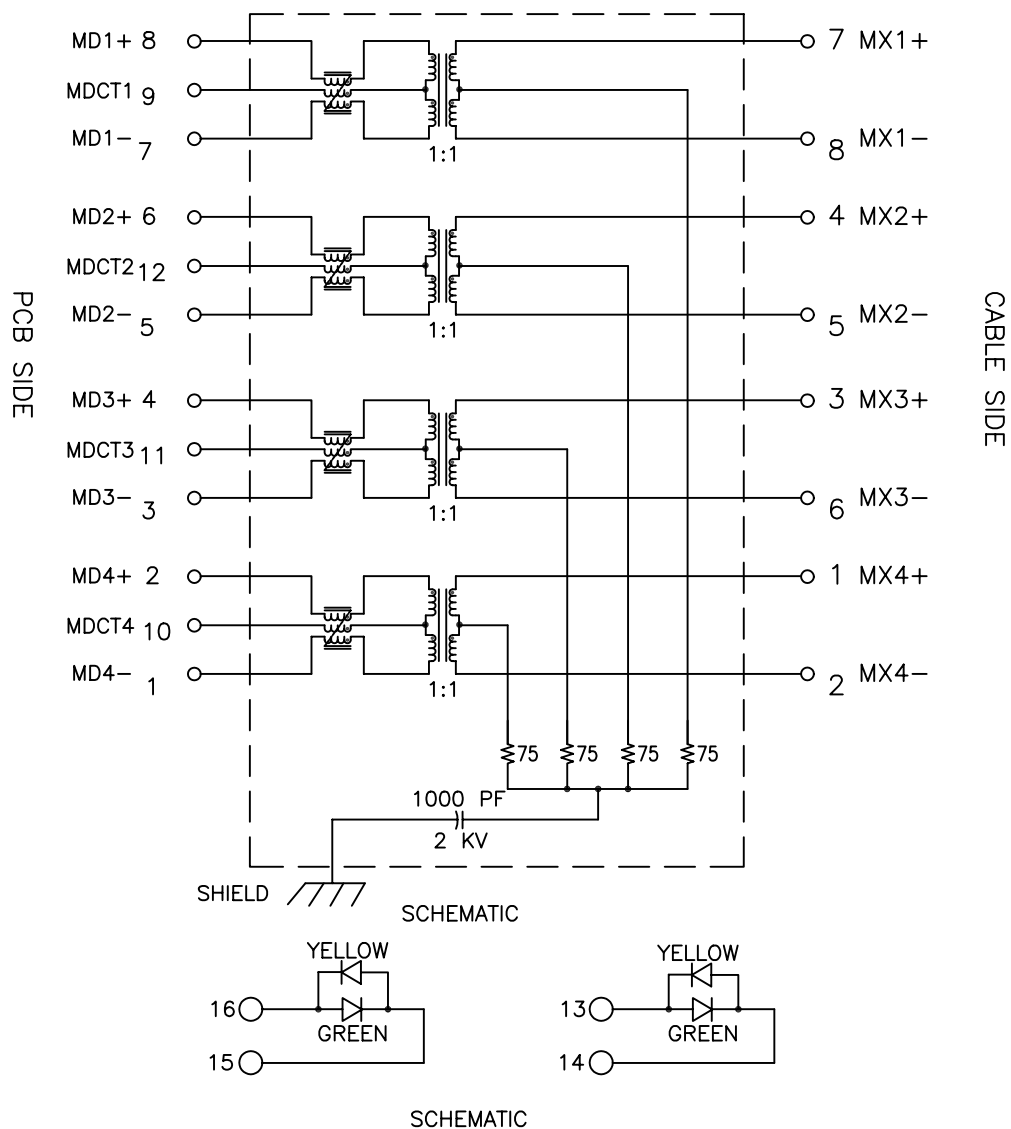 MD1+ 8
7 MX1+
MDCT1 9
MD1- 7
8 MX1-
1:1
MD2+ 6
4 MX2+
MDCT2 12
MD2- 5
5 MX2-
1:1
PCB SIDE
CABLE SIDE
MD3+ 4
3 MX3+
MDCT3 11
MD3- 3
6 MX3-
1:1
MD4+ 2
1 MX4+
MDCT4 10
MD4- 1
2 MX4-
1:1
75 75 75 75
1000 PF
2 KV
SHIELD
SCHEMATIC
YELLOW
16
GREEN
15
YELLOW
13
GREEN
14
SCHEMATIC